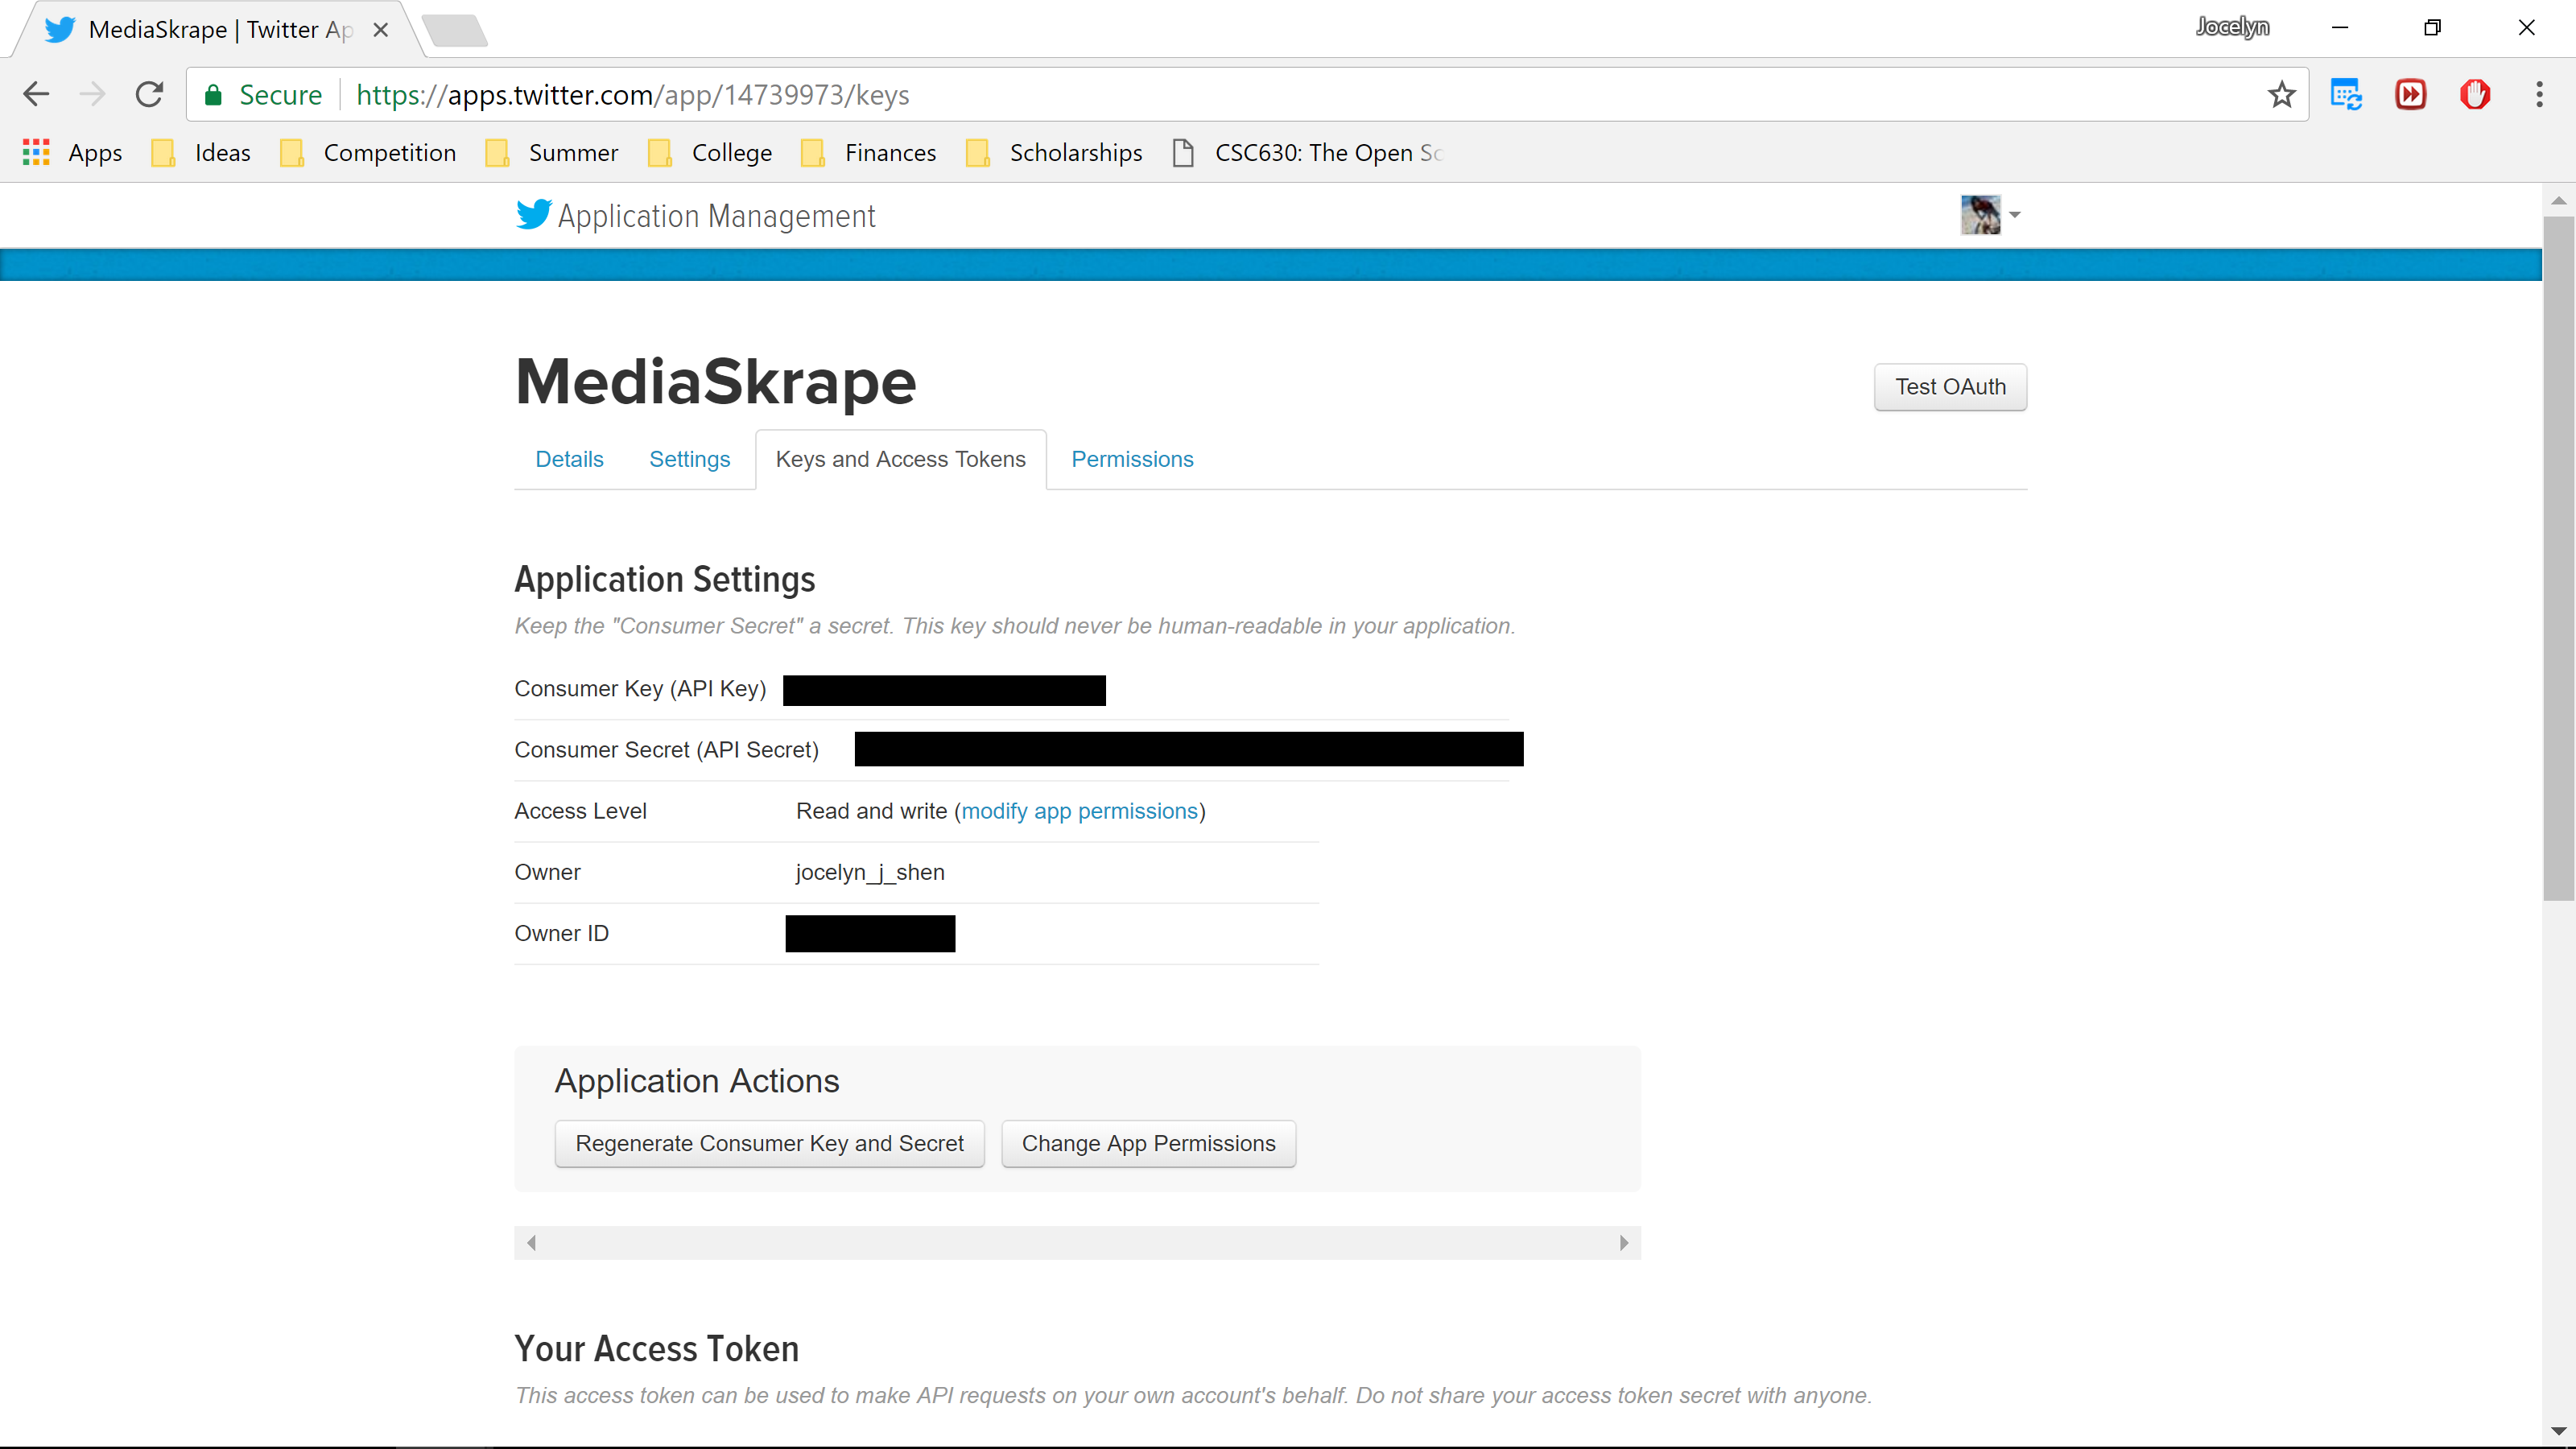 MediaSkrape | Twitter Ap
Jocelyn
Secure https://apps.twitter.com/app/14739973/keys
Apps Ideas Competition Summer College Finances Scholarships CSC630: The Open Sc
Application Management
MediaSkrape
Test OAuth
Details Settings Keys and Access Tokens Permissions
Application Settings
Keep the "Consumer Secret" a secret. This key should never be human-readable in your application.
Consumer Key (API Key)
Consumer Secret (API Secret)
Access Level Read and write (modify app permissions)
Owner jocelyn_j_shen
Owner ID
Application Actions
Regenerate Consumer Key and Secret Change App Permissions
Your Access Token
This access token can be used to make API requests on your own account's behalf. Do not share your access token secret with anyone.